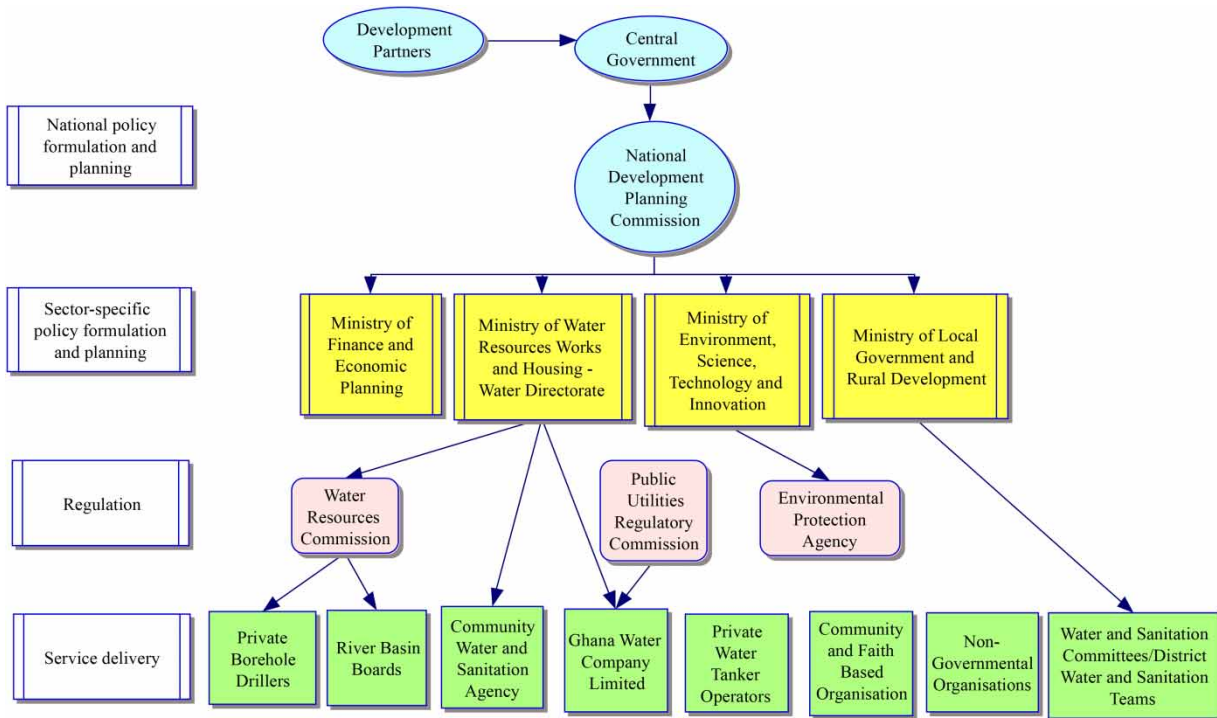 Development
Partners
Central
Government
National policy
formulation and
planning
National
Development
Planning
Commission
Sector-specific
policy formulation
and planning
Ministry of
Finance and
Economic
Planning
Ministry of Water
Resources Works
and Housing -
Water Directorate
Ministry of
Environment,
Science,
Technology and
Innovation
Ministry of Local
Government and
Rural Development
Regulation
Water
Resources
Commission
Public
Utilities
Regulatory
Commission
Environmental
Protection
Agency
Service delivery
Private
Borehole
Drillers
River Basin
Boards
Community
Water and
Sanitation
Agency
Ghana Water
Company
Limited
Private
Water
Tanker
Operators
Community
and Faith
Based
Organisation
Non-
Governmental
Organisations
Water and Sanitation
Committees/District
Water and Sanitation
Teams